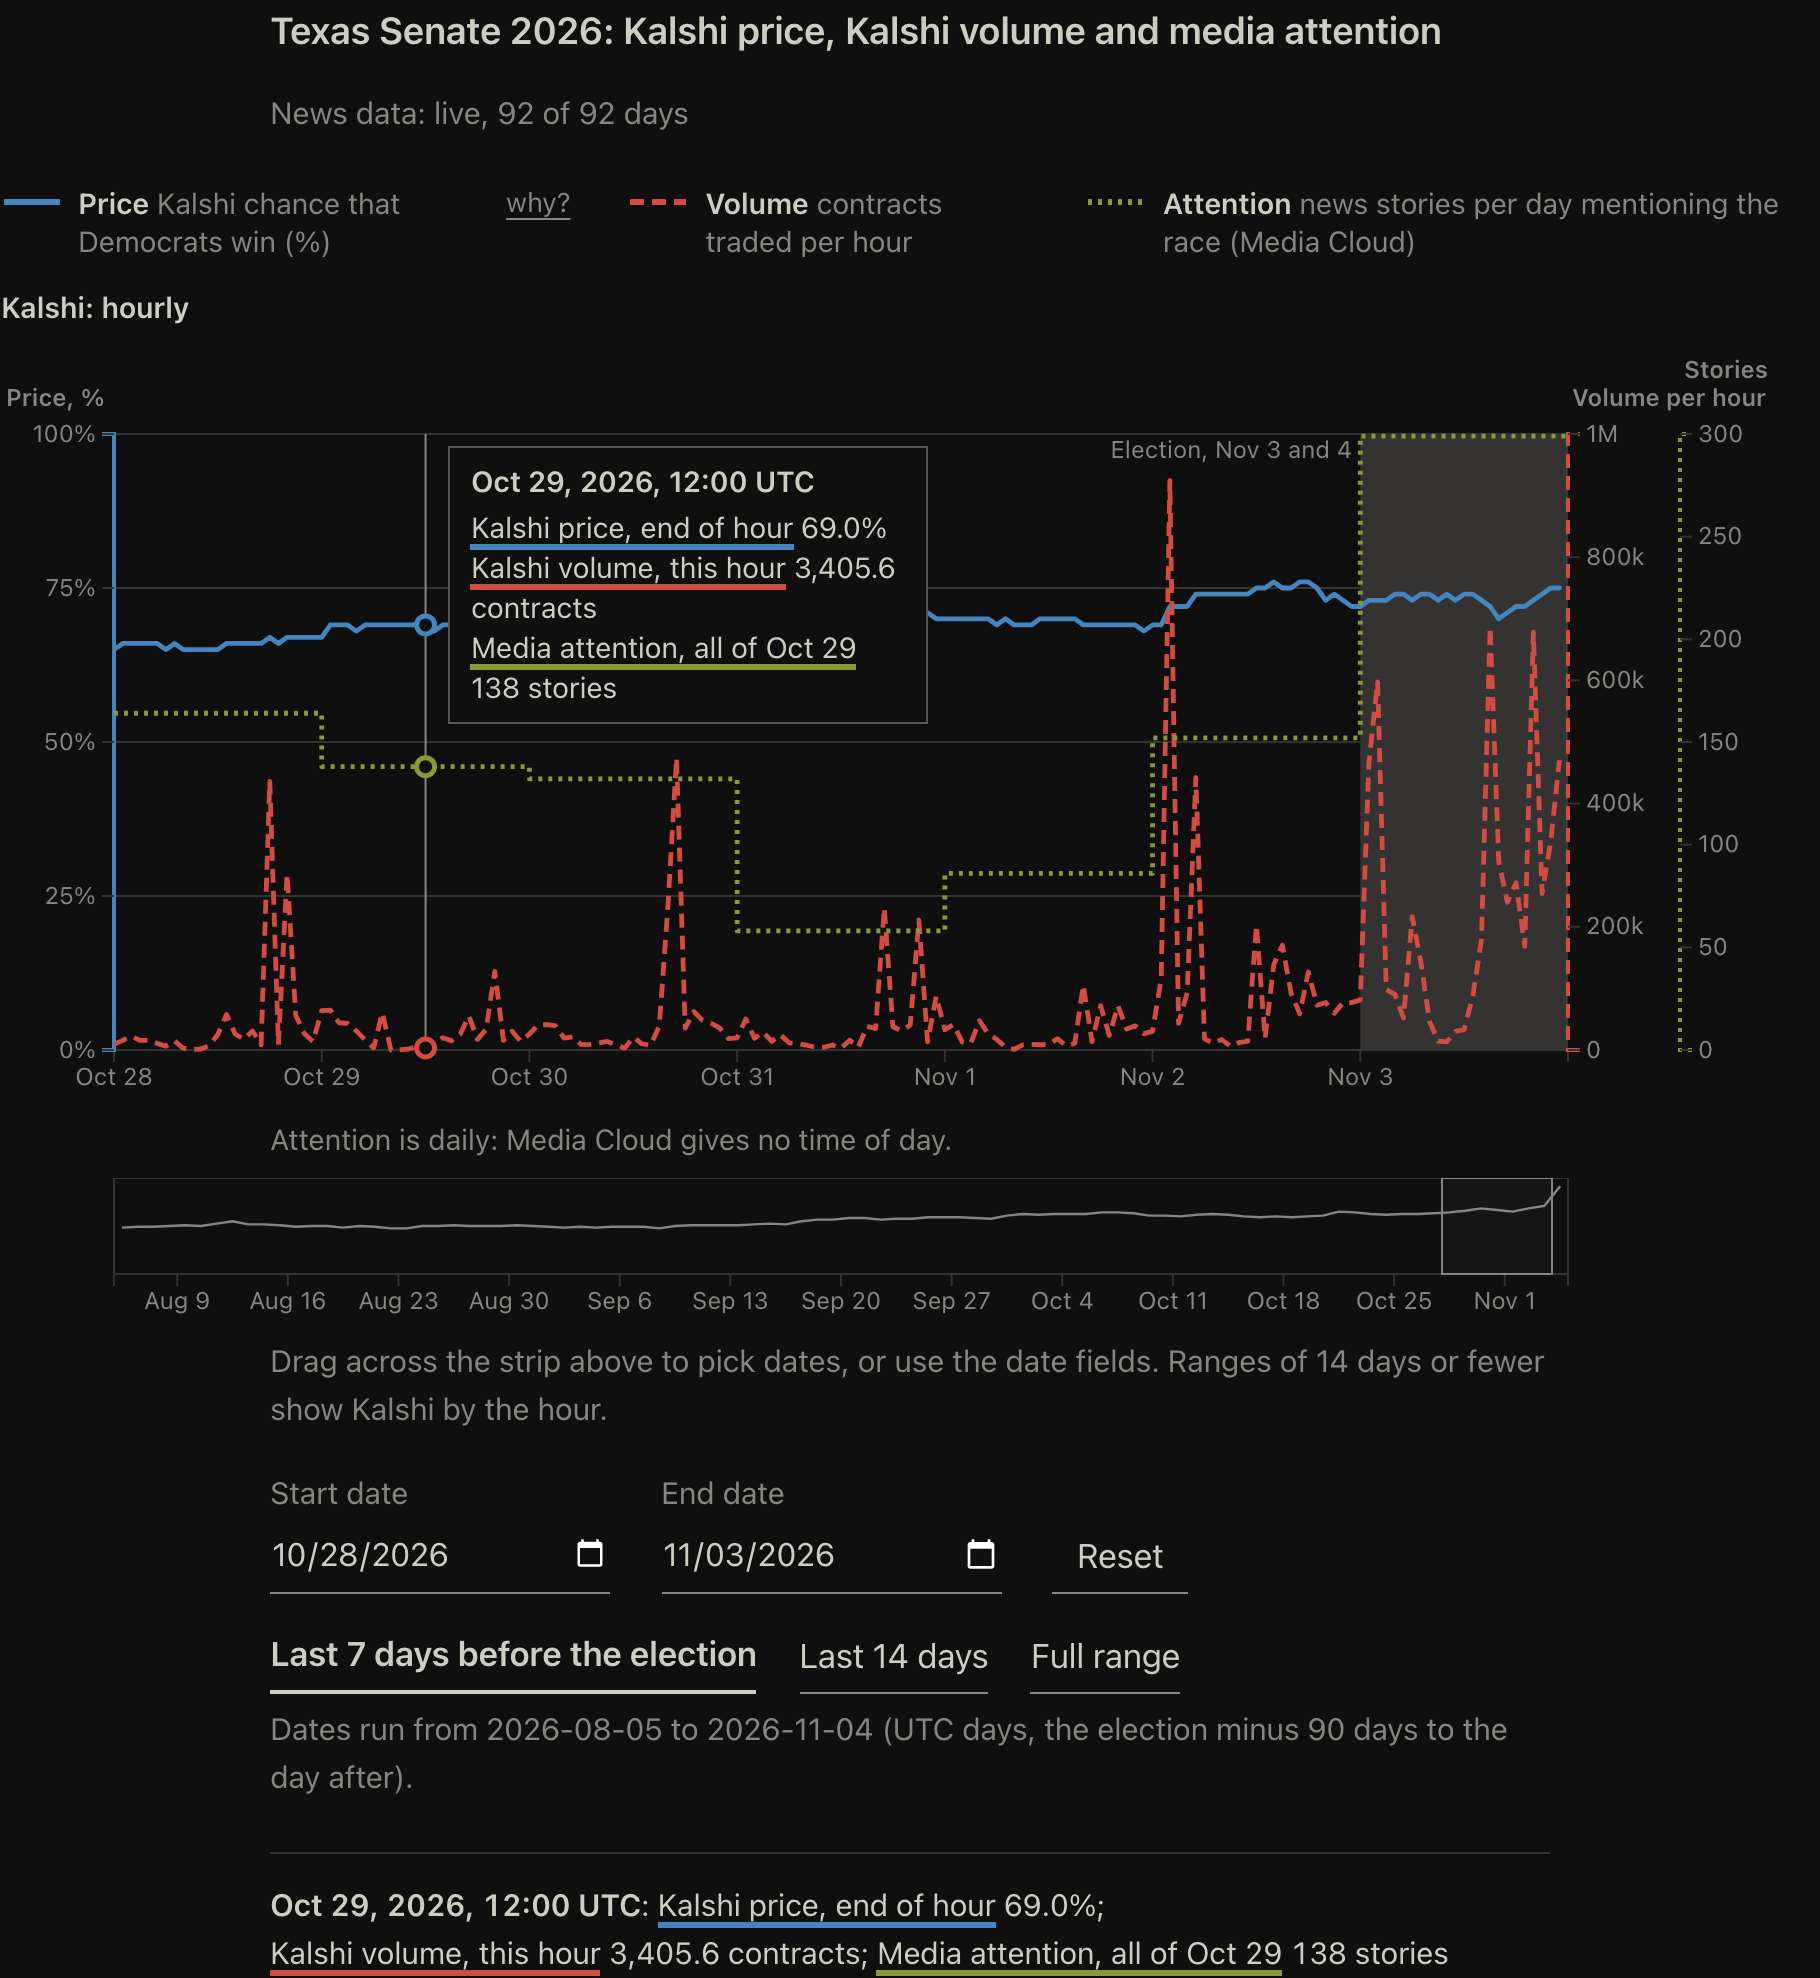 Texas Senate 2026: Kalshi price, Kalshi volume and media attention
News data: live, 92 of 92 days
Price Kalshi chance that
Democrats win (%)
why?
Volume contracts
traded per hour
Attention news stories per day mentioning the
race (Media Cloud)
Kalshi: hourly
Stories
Price, %
Volume per hour
100%
75%
50%
25%
0%
Election, Nov 3 and 4
Oct 29, 2026, 12:00 UTC
Kalshi price, end of hour 69.0%
Kalshi volume, this hour 3,405.6
contracts
Media attention, all of Oct 29
138 stories
1M
800k
600k
400k
200k
0
300
250
200
150
100
50
0
Oct 28 Oct 29 Oct 30 Oct 31 Nov 1 Nov 2 Nov 3
Attention is daily: Media Cloud gives no time of day.
Aug 9 Aug 16 Aug 23 Aug 30 Sep 6 Sep 13 Sep 20 Sep 27 Oct 4 Oct 11 Oct 18 Oct 25 Nov 1
Drag across the strip above to pick dates, or use the date fields. Ranges of 14 days or fewer
show Kalshi by the hour.
Start date End date
10/28/2026 11/03/2026 Reset
Last 7 days before the election Last 14 days Full range
Dates run from 2026-08-05 to 2026-11-04 (UTC days, the election minus 90 days to the
day after).
Oct 29, 2026, 12:00 UTC: Kalshi price, end of hour 69.0%;
Kalshi volume, this hour 3,405.6 contracts; Media attention, all of Oct 29 138 stories